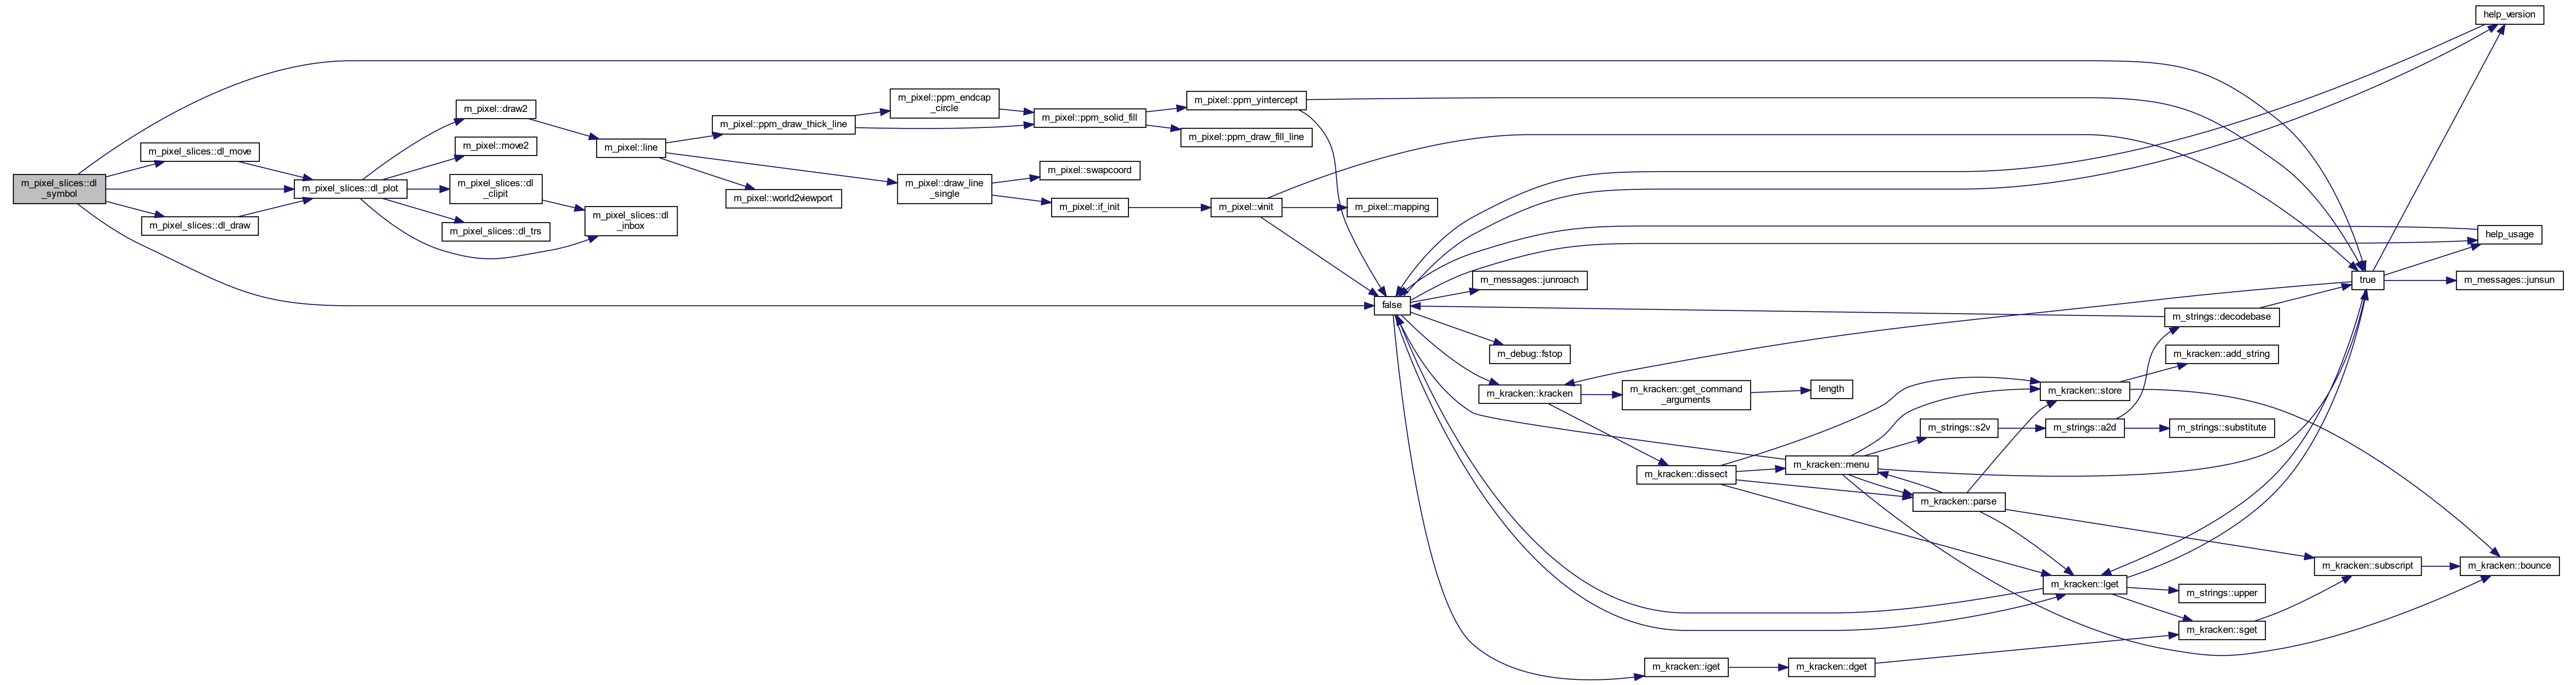 help_version
m_pixel_slices::dl
_symbol
m_pixel_slices::dl_move
m_pixel_slices::dl_plot
m_pixel_slices::dl_draw
m_pixel::draw2
m_pixel::move2
m_pixel_slices::dl
_clipit
m_pixel_slices::dl_trs
m_pixel_slices::dl
_inbox
m_pixel::line
m_pixel::ppm_draw_thick_line
m_pixel::world2viewport
m_pixel::ppm_endcap
_circle
m_pixel::draw_line
_single
m_pixel::ppm_solid_fill
m_pixel::swapcoord
m_pixel::if_init
m_pixel::ppm_yintercept
m_pixel::ppm_draw_fill_line
m_pixel::vinit
m_pixel::mapping
false
m_messages::junroach
m_debug::fstop
m_kracken::kracken
m_kracken::get_command
_arguments
length
m_kracken::dissect
m_kracken::iget
m_kracken::dget
m_kracken::menu
m_kracken::parse
m_strings::s2v
m_strings::a2d
m_kracken::store
m_kracken::lget
m_strings::decodebase
m_kracken::add_string
m_strings::substitute
m_strings::upper
m_kracken::sget
m_kracken::subscript
m_kracken::bounce
true
help_usage
m_messages::junsun